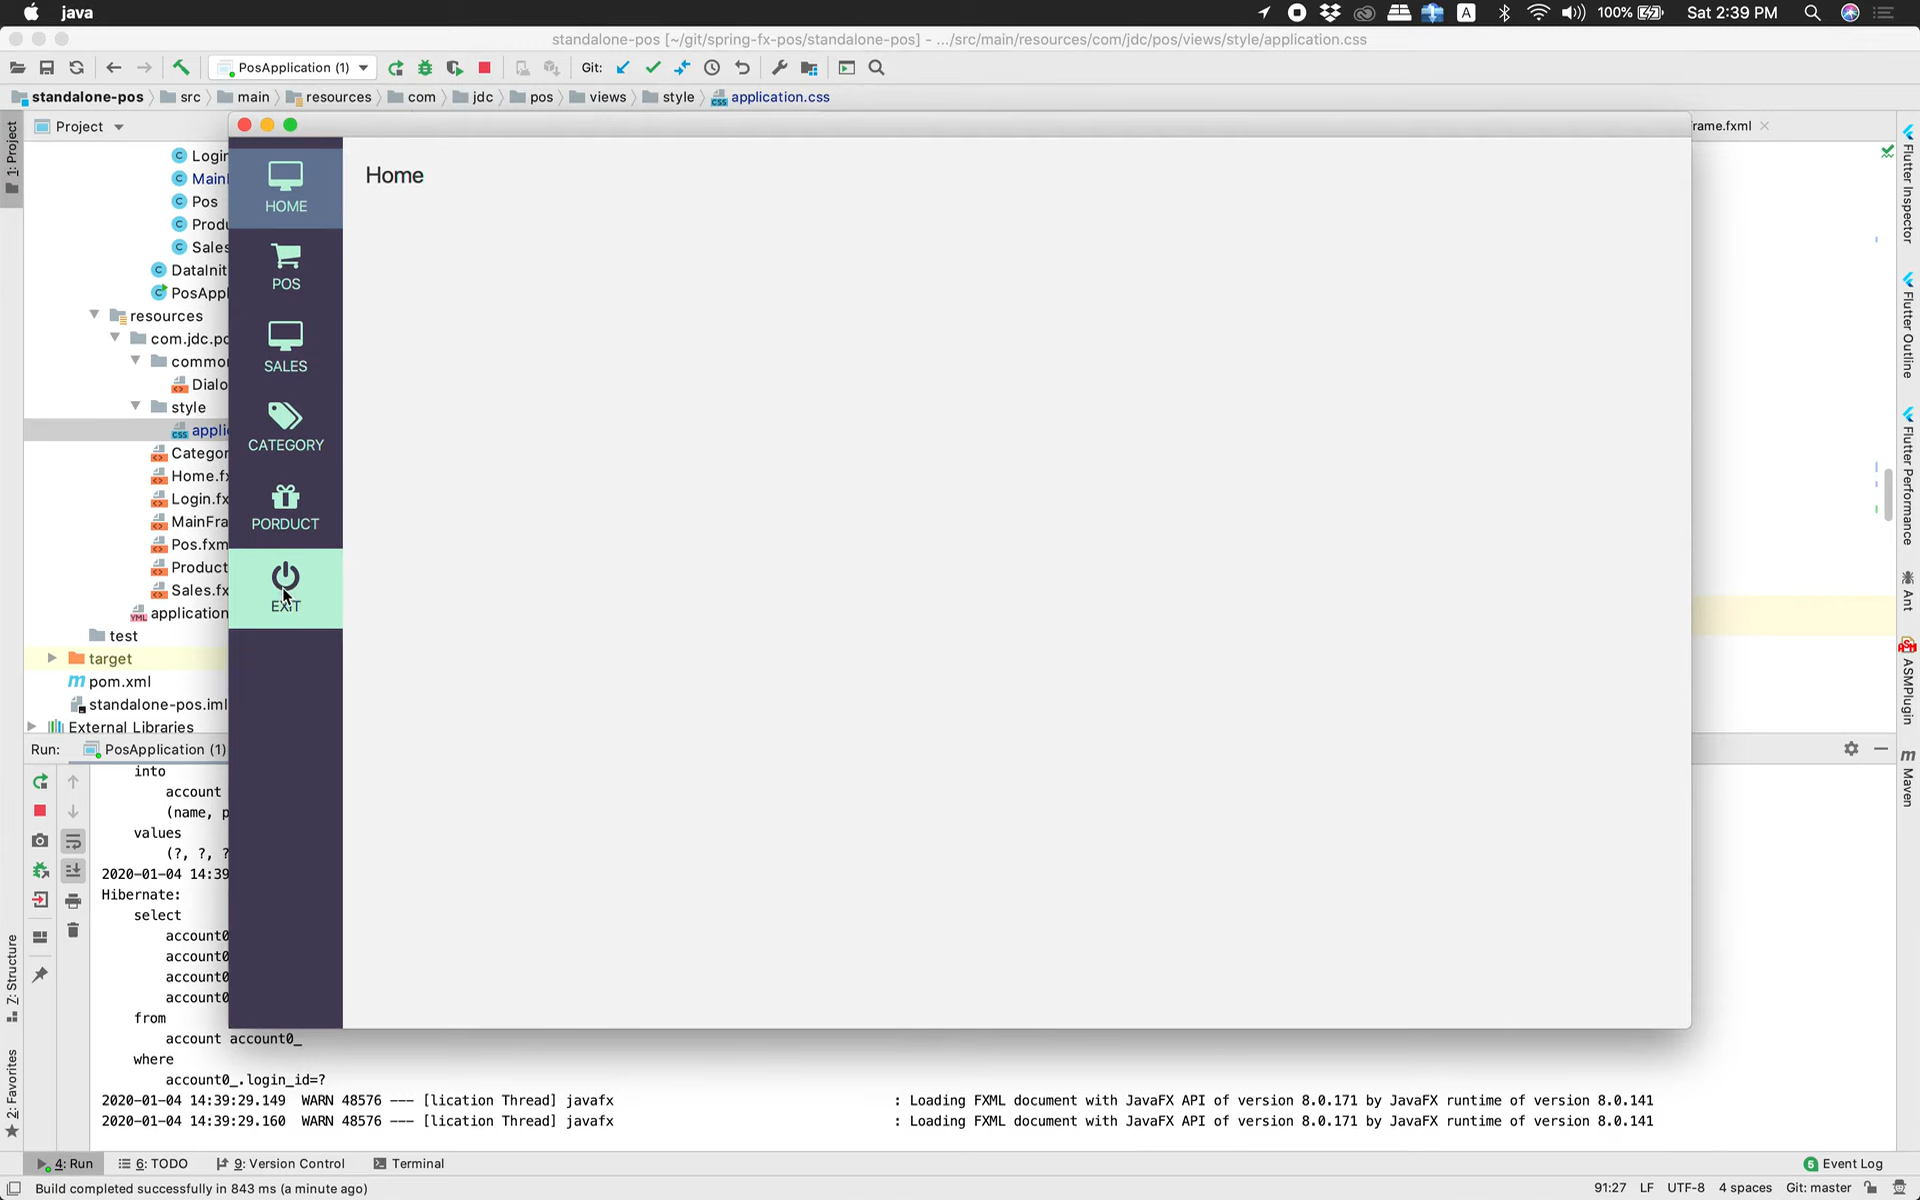 java
A
100%
Sat 2:39 PM
standalone-pos [~/git/spring-fx-pos/standalone-pos] - .../src/main/resources/com/jdc/pos/views/style/application.css
PosApplication (1)
Git:
standalone-pos
src
main
resources
com
jdc
pos
views
style
application.css
Project
rame.fxml
1: Project
Login
Main
Pos
Produ
Sales
DataInit
PosAppl
resources
com.jdc.po
commo
Dialo
style
appli
Categor
Home.fx
Login.fx
MainFra
Pos.fxm
Product
Sales.fx
application
test
target
pom.xml
standalone-pos.iml
External Libraries
HOME
POS
SALES
CATEGORY
PORDUCT
EXIT
Home
Flutter Inspector
Flutter Outline
Flutter Performance
Ant
ASMPlugin
Maven
Run:
PosApplication (1)
into
account
(name, p
values
(?, ?, ?
2020-01-04 14:39
Hibernate:
select
account0
account0
account0
account0
from
account account0_
where
account0_.login_id=?
2020-01-04 14:39:29.149  WARN 48576 --- [lication Thread] javafx : Loading FXML document with JavaFX API of version 8.0.171 by JavaFX runtime of version 8.0.141
2020-01-04 14:39:29.160  WARN 48576 --- [lication Thread] javafx : Loading FXML document with JavaFX API of version 8.0.171 by JavaFX runtime of version 8.0.141
Z: Structure
2: Favorites
4: Run
6: TODO
9: Version Control
Terminal
5 Event Log
Build completed successfully in 843 ms (a minute ago)
91:27
LF
UTF-8
4 spaces
Git: master